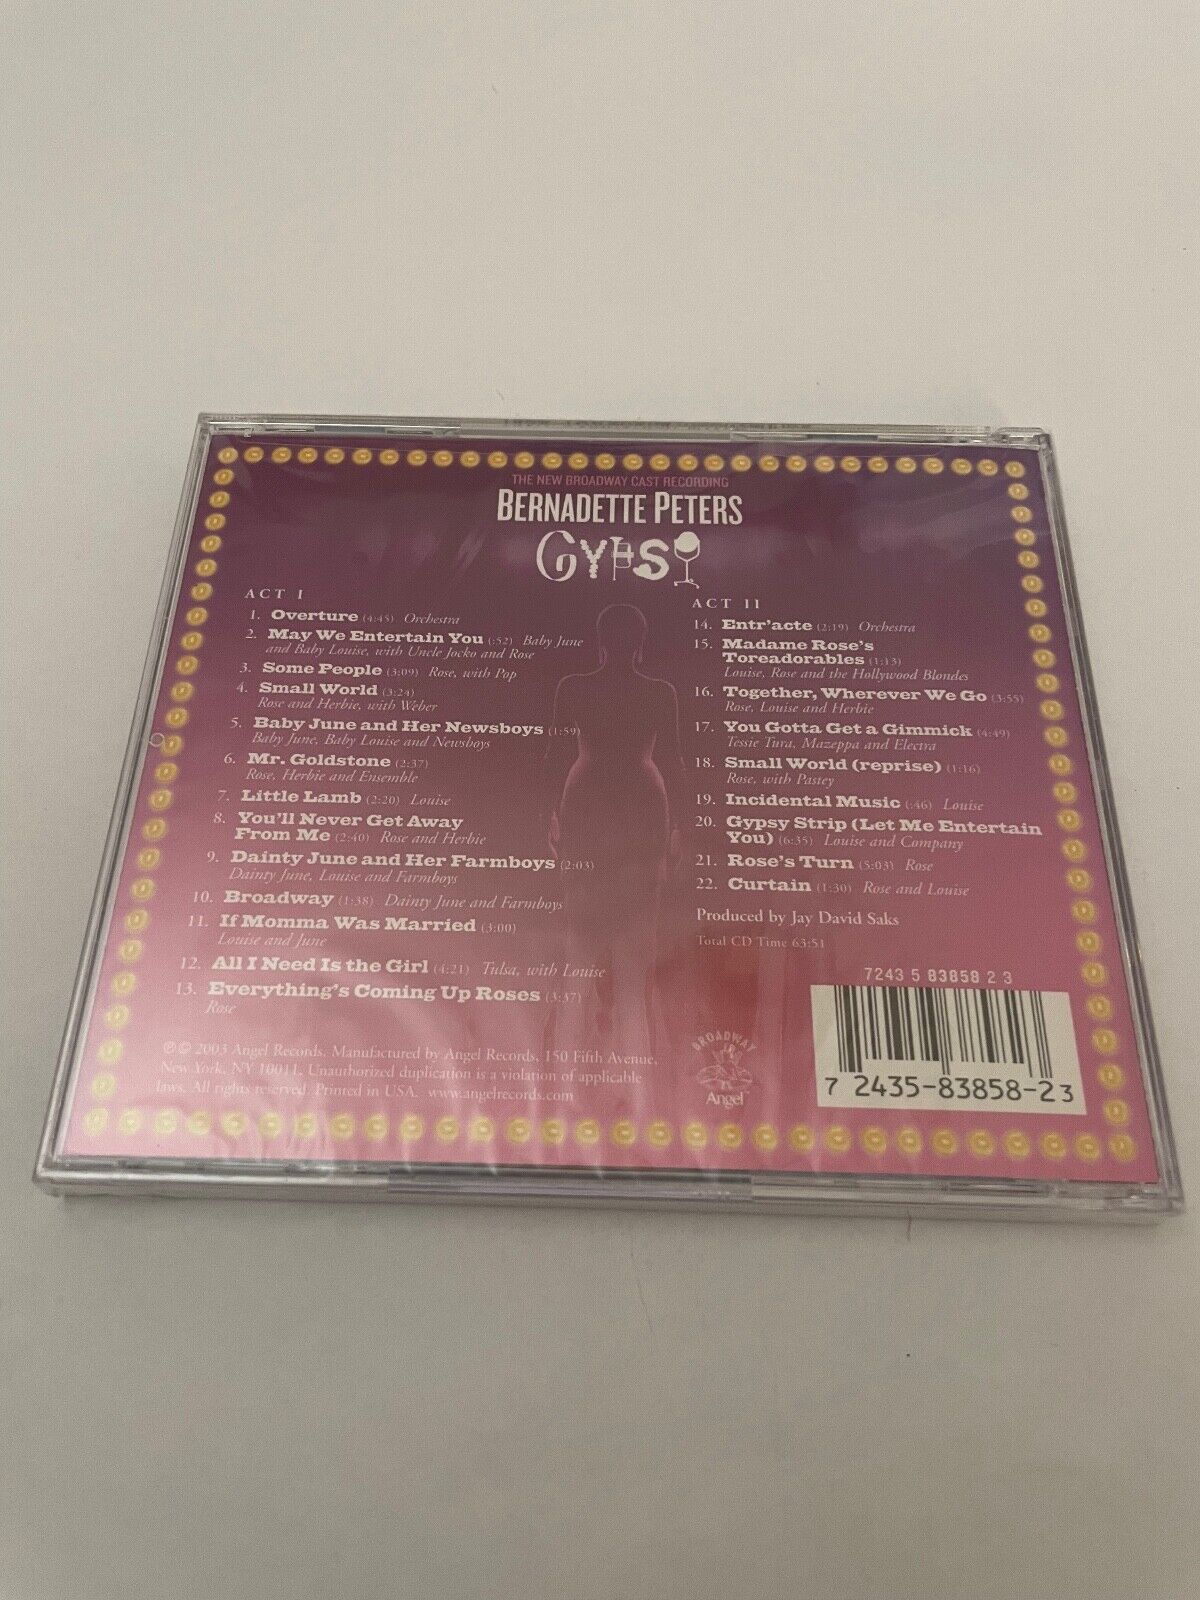 THE NEW BROADWAY CAST RECORDING
BERNADETTE PETERS
GYPSY
ACT I
1. Overture (4:45) Orchestra
2. May We Entertain You (:52) Baby June
and Baby Louise, with Uncle Jocko and Rose
3. Some People (3:09) Rose, with Pop
4. Small World (3:24)
Rose and Herbie, with Weber
5. Baby June and Her Newsboys (1:59)
Baby June, Baby Louise and Newsboys
6. Mr. Goldstone (2:37)
Rose, Herbie and Ensemble
7. Little Lamb (2:20) Louise
8. You'll Never Get Away
From Me (2:40) Rose and Herbie
9. Dainty June and Her Farmboys (2:03)
Dainty June, Louise and Farmboys
10. Broadway (1:38) Dainty June and Farmboys
11. If Momma Was Married (3:00)
Louise and June
12. All I Need Is the Girl (4:21) Tulsa, with Louise
13. Everything's Coming Up Roses (3:37)
Rose
ACT II
14. Entr'acte (2:19) Orchestra
15. Madame Rose's
Toreadorables (1:13)
Louise, Rose and the Hollywood Blondes
16. Together, Wherever We Go (3:55)
Rose, Louise and Herbie
17. You Gotta Get a Gimmick (4:49)
Tessie Tura, Mazeppa and Electra
18. Small World (reprise) (1:16)
Rose, with Pastey
19. Incidental Music (:46) Louise
20. Gypsy Strip (Let Me Entertain
You) (6:35) Louise and Company
21. Rose's Turn (5:03) Rose
22. Curtain (1:30) Rose and Louise
Produced by Jay David Saks
Total CD Time 63:51
℗© 2003 Angel Records. Manufactured by Angel Records, 150 Fifth Avenue,
New York, NY 10011. Unauthorized duplication is a violation of applicable
laws. All rights reserved. Printed in USA. www.angelrecords.com
BROADWAY
Angel
7243 5 83858 2 3
7 2435-83858-2 3